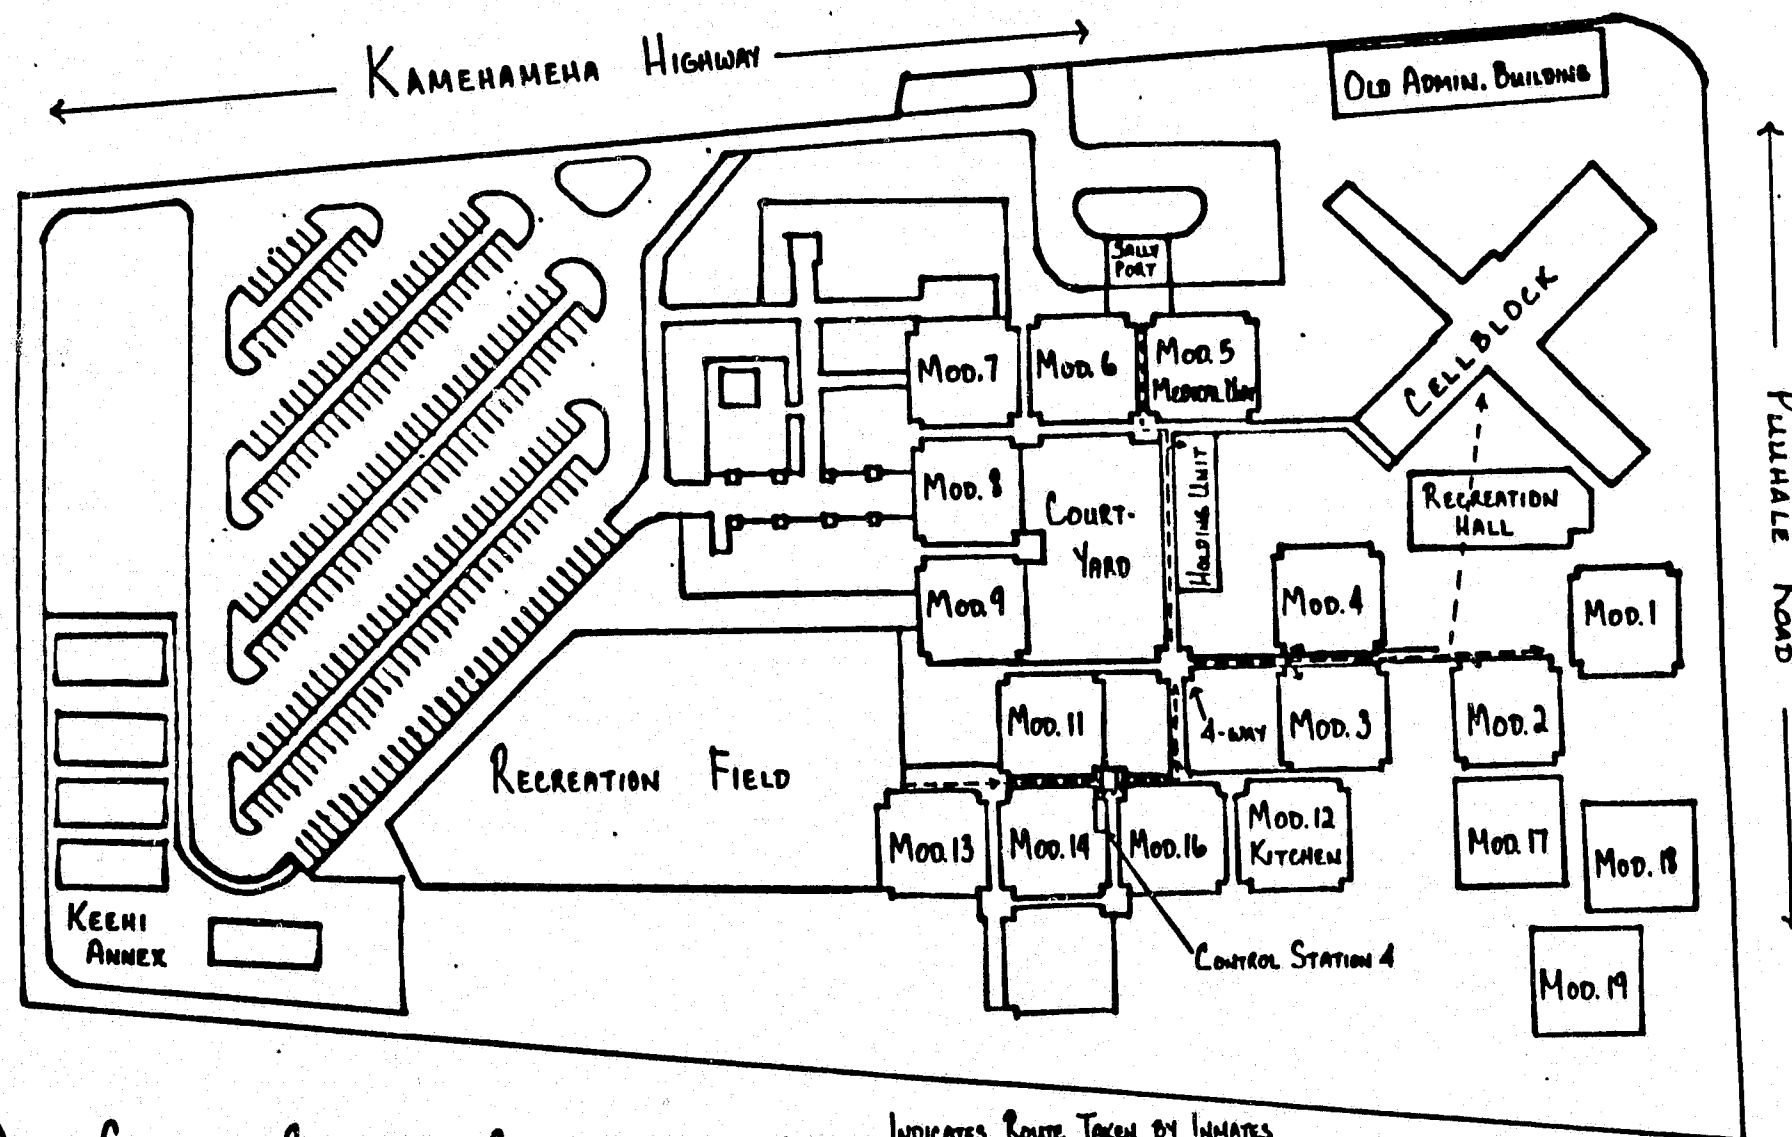 KAMEHAMEHA HIGHWAY
OLD ADMIN. BUILDING
SALLY
PORT
CELLBLOCK
MOD. 7
MOD. 6
MOD. 5
MEDICAL UNIT
MOD. 8
COURT-
YARD
HOLDING UNIT
RECREATION
HALL
PUUHALE ROAD
MOD. 9
MOD. 4
MOD. 1
MOD. 11
4-WAY
MOD. 3
MOD. 2
RECREATION FIELD
MOD. 13
MOD. 14
MOD. 16
MOD. 12
KITCHEN
MOD. 17
MOD. 18
KEEHI
ANNEX
CONTROL STATION 4
MOD. 19
INDICATES ROUTE TAKEN BY INMATES